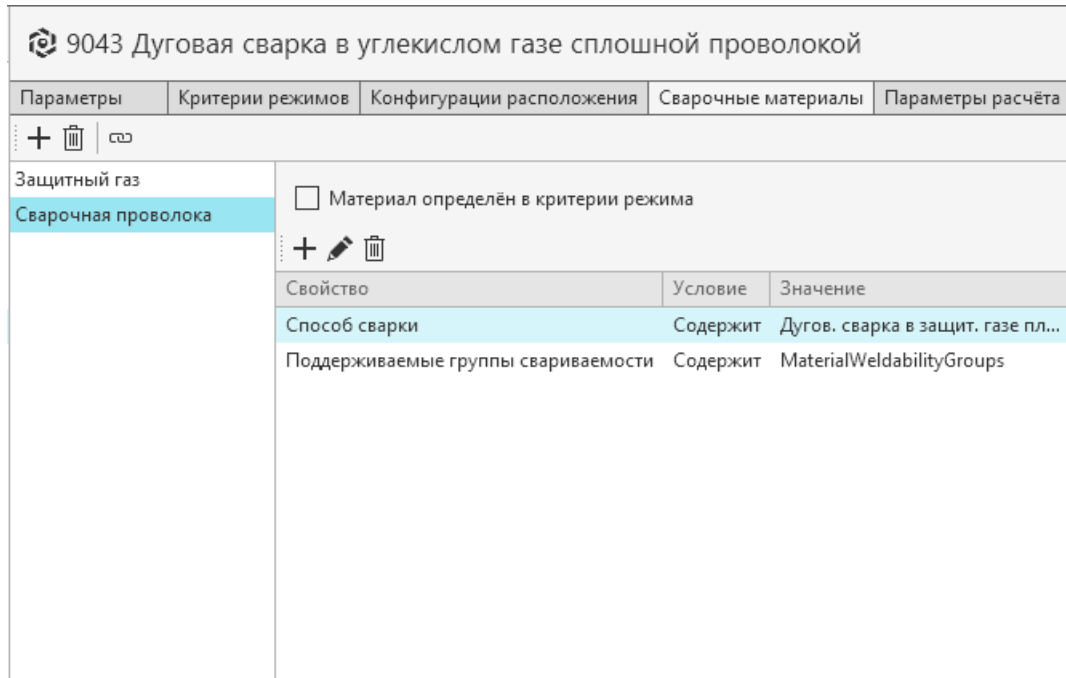 9043 Дуговая сварка в углекислом газе сплошной проволокой
Параметры Критерии режимов Конфигурации расположения Сварочные материалы Параметры расчёта
Защитный газ
Сварочная проволока
Материал определён в критерии режима
Свойство Условие Значение
Способ сварки Содержит Дугов. сварка в защит. газе пл...
Поддерживаемые группы свариваемости Содержит MaterialWeldabilityGroups